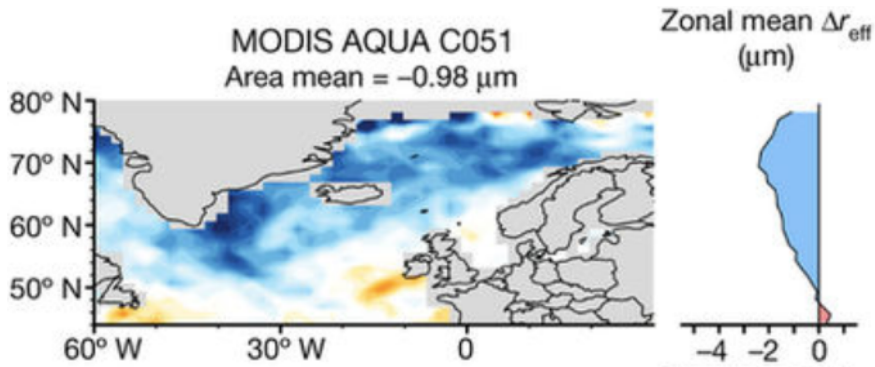 MODIS AQUA C051
Area mean = −0.98 μm
Zonal mean Δr_eff
(μm)
80° N
70° N
60° N
50° N
60° W
30° W
0
−4
−2
0